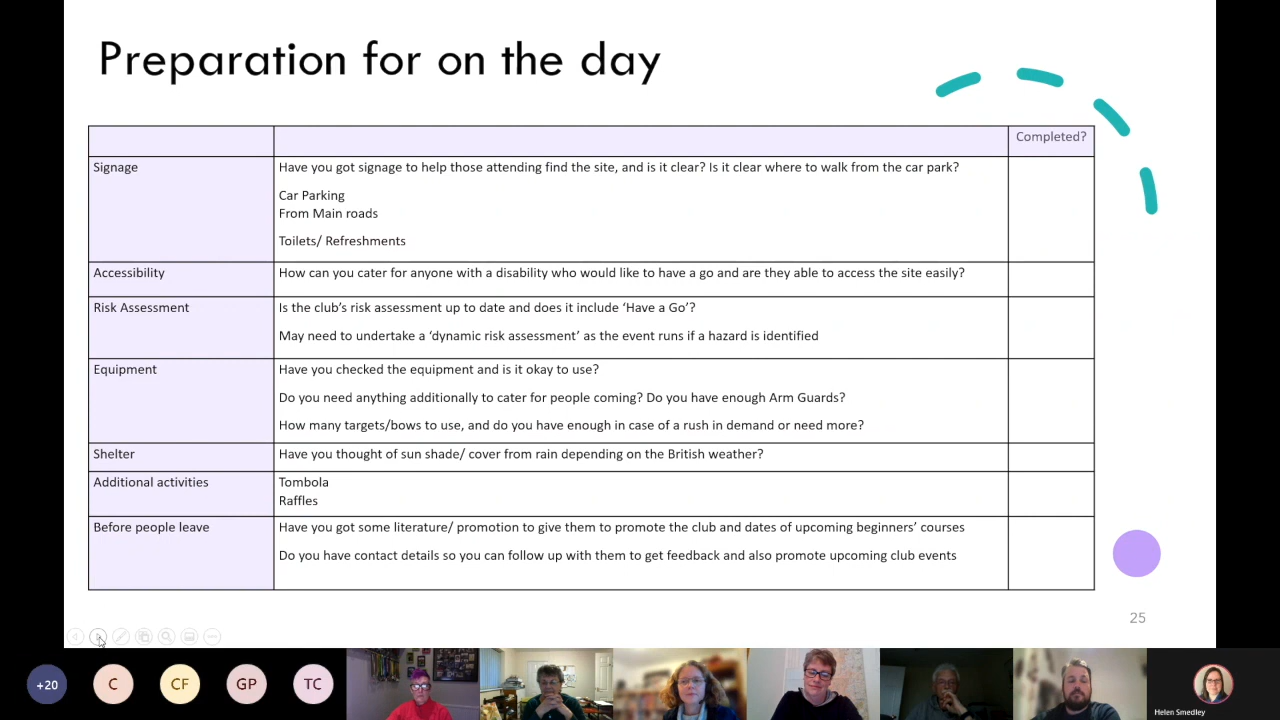 Preparation for on the day
Completed?
Signage
Have you got signage to help those attending find the site, and is it clear? Is it clear where to walk from the car park?
Car Parking
From Main roads
Toilets/ Refreshments
Accessibility
How can you cater for anyone with a disability who would like to have a go and are they able to access the site easily?
Risk Assessment
Is the club’s risk assessment up to date and does it include ‘Have a Go’?
May need to undertake a ‘dynamic risk assessment’ as the event runs if a hazard is identified
Equipment
Have you checked the equipment and is it okay to use?
Do you need anything additionally to cater for people coming? Do you have enough Arm Guards?
How many targets/bows to use, and do you have enough in case of a rush in demand or need more?
Shelter
Have you thought of sun shade/ cover from rain depending on the British weather?
Additional activities
Tombola
Raffles
Before people leave
Have you got some literature/ promotion to give them to promote the club and dates of upcoming beginners’ courses
Do you have contact details so you can follow up with them to get feedback and also promote upcoming club events
25
+20
C
CF
GP
TC
Helen Smedley